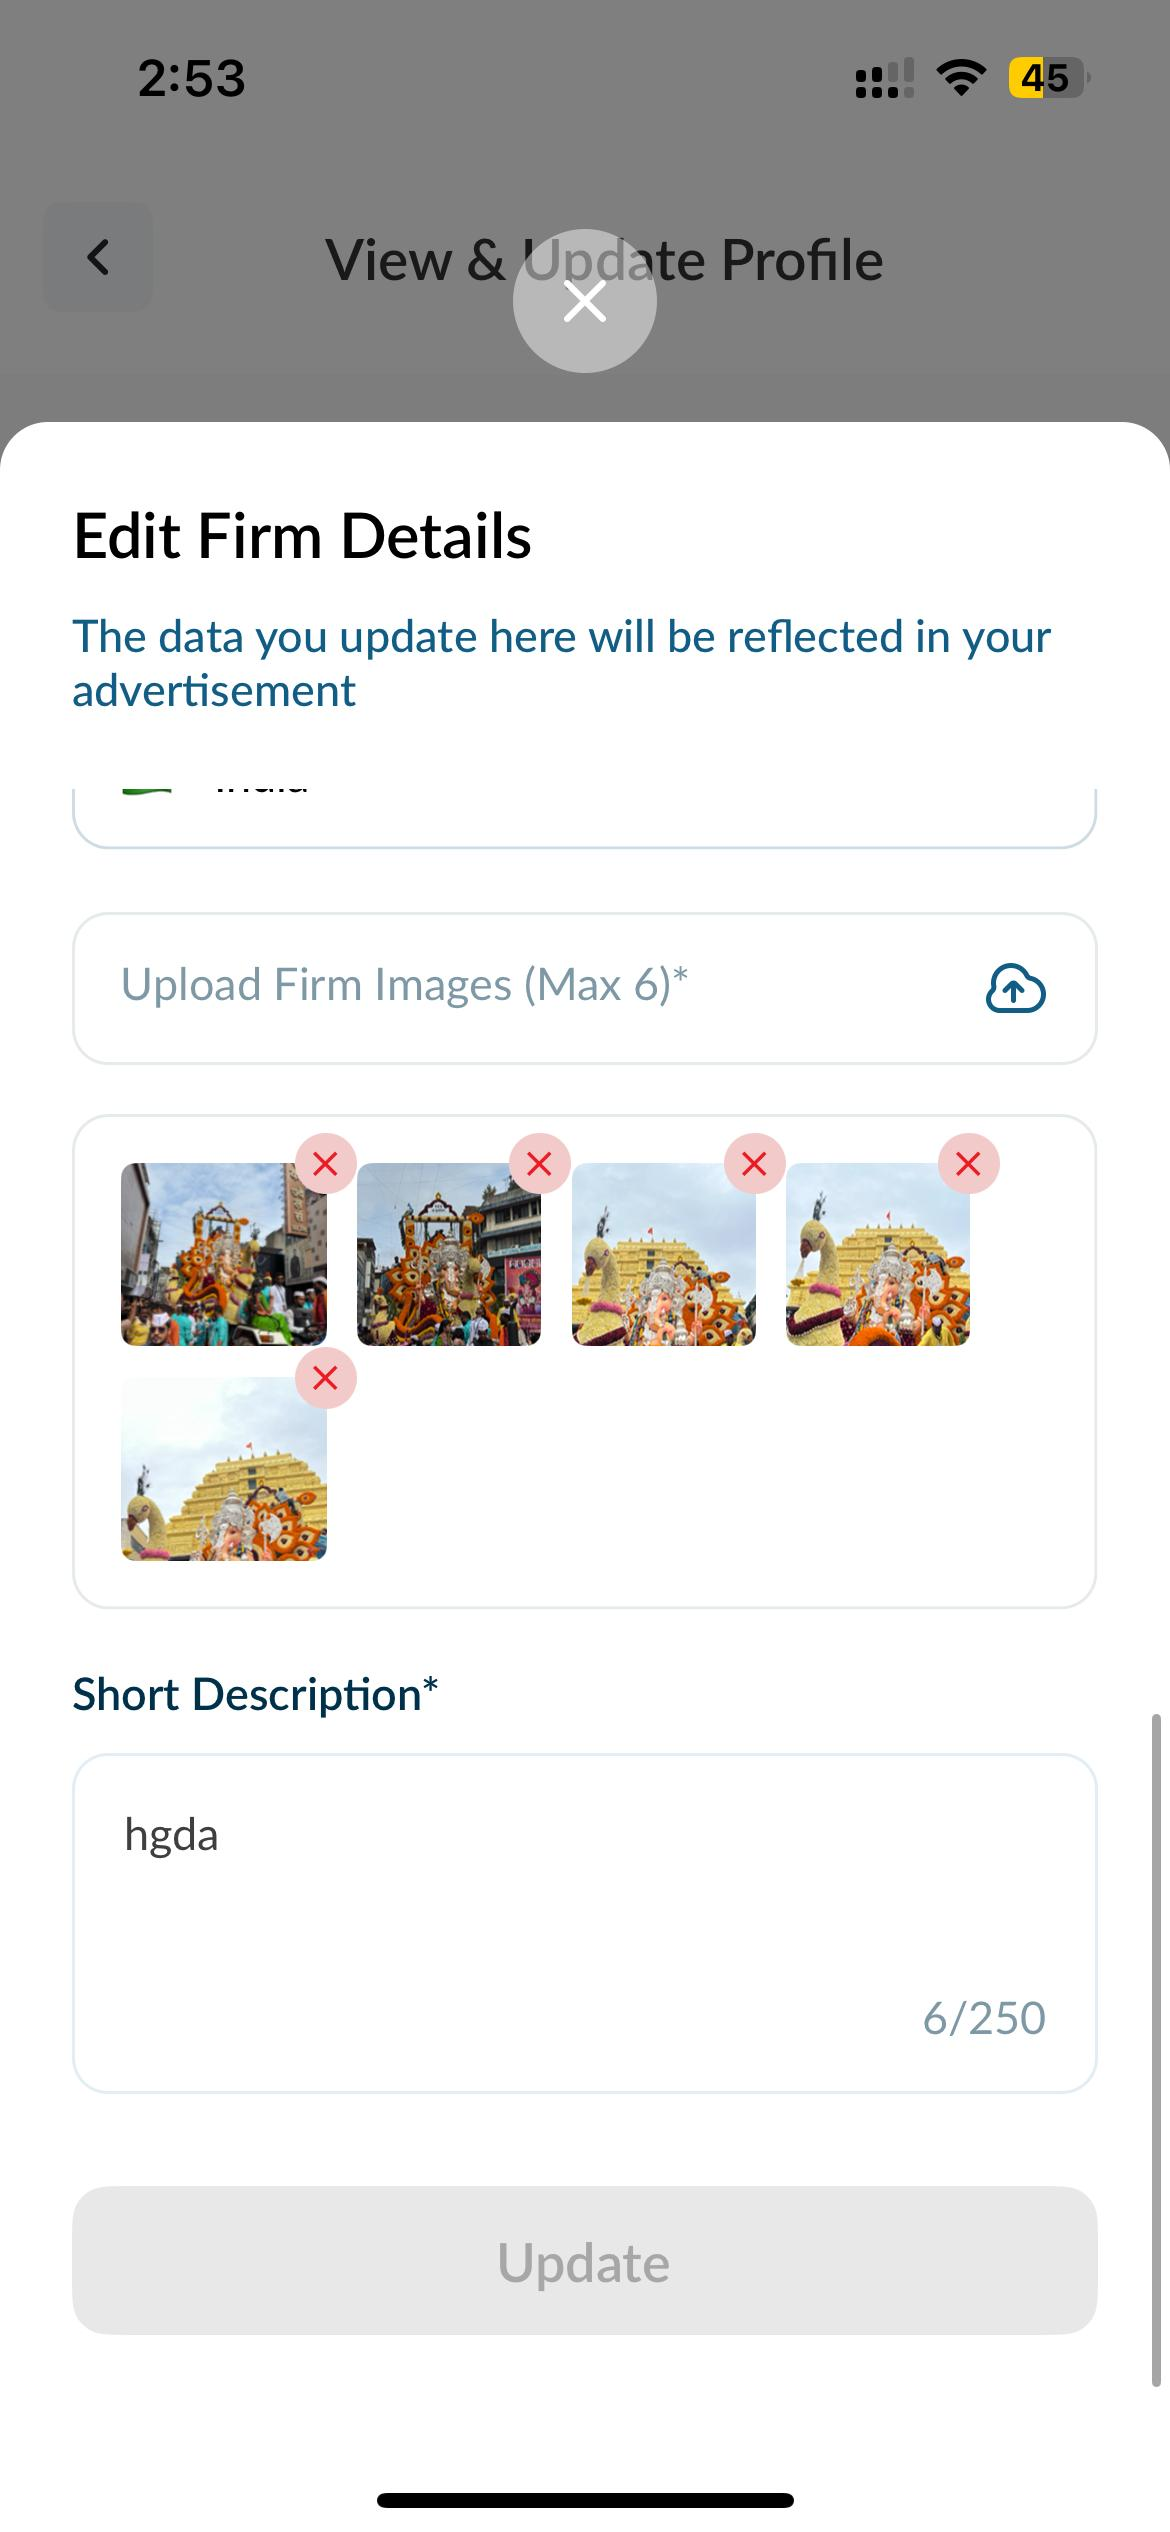 2:53
45
View & Update Profile
Edit Firm Details
The data you update here will be reflected in your
advertisement
India
Upload Firm Images (Max 6)*
Short Description*
hgda
6/250
Update